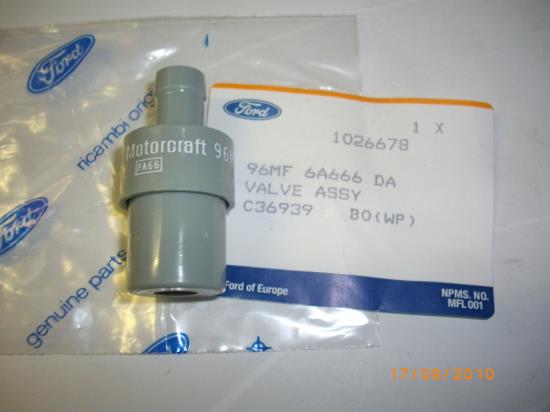 Ford
ricambi origi
Motorcraft 96
PA66
genuine parts
Ford
1 X
1026678
96MF 6A666 DA
VALVE ASSY
C36939 BO(WP)
Ford of Europe
NPMS. NO.
MFL001
17/09/2010